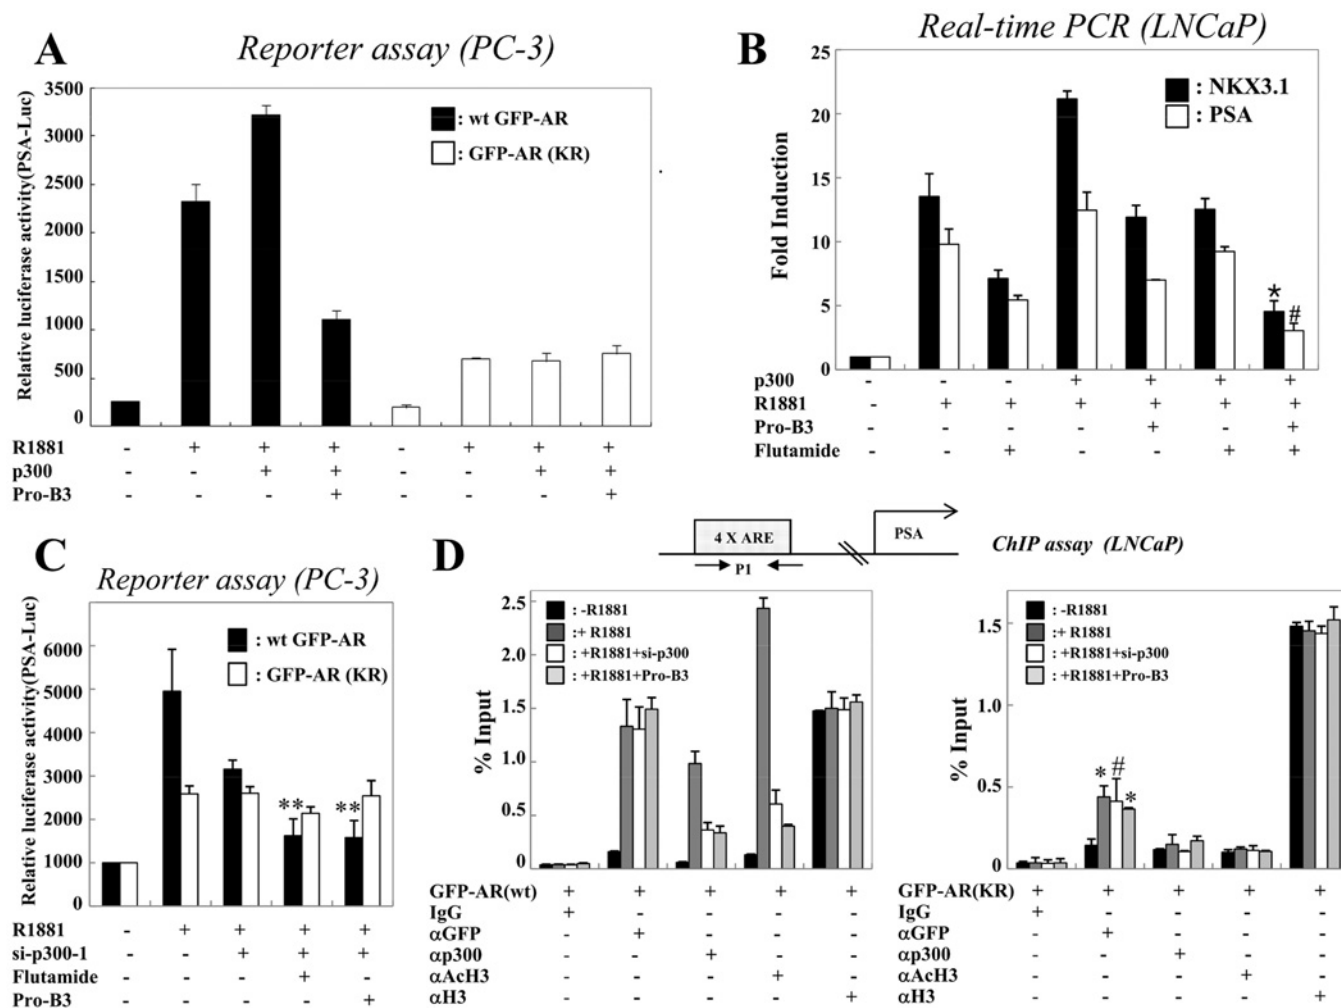 A
Reporter assay (PC-3)
Relative luciferase activity(PSA-Luc)
3500
3000
2500
2000
1000
500
0
: wt GFP-AR
: GFP-AR (KR)
R1881 - + + + - + + +
p300 - - + + - - + +
Pro-B3 - - - + - - - +
B
Real-time PCR (LNCaP)
Fold Induction
25
20
15
10
5
0
: NKX3.1
: PSA
*
#
p300 - - - + + + +
R1881 - + + + + + +
Pro-B3 - - - - + - +
Flutamide - - + - - + +
C
Reporter assay (PC-3)
Relative luciferase activity(PSA-Luc)
6000
5000
4000
3000
2000
1000
0
: wt GFP-AR
: GFP-AR (KR)
** **
R1881 - + + + +
si-p300-1 - - + + +
Flutamide - - - + -
Pro-B3 - - - - +
D
4 X ARE
P1
PSA
ChIP assay (LNCaP)
% Input
2.5
2.0
1.5
1.0
0.5
0
: -R1881
:+ R1881
: +R1881+si-p300
: +R1881+Pro-B3
GFP-AR(wt) + + + + +
IgG + - - - -
αGFP - + - - -
αp300 - - + - -
αAcH3 - - - + -
αH3 - - - - +
% Input
1.5
1.0
0.5
0
: -R1881
: + R1881
: +R1881+si-p300
: +R1881+Pro-B3
* # *
GFP-AR(KR) + + + + +
IgG + - - - -
αGFP - + - - -
αp300 - - + - -
αAcH3 - - - + -
αH3 - - - - +